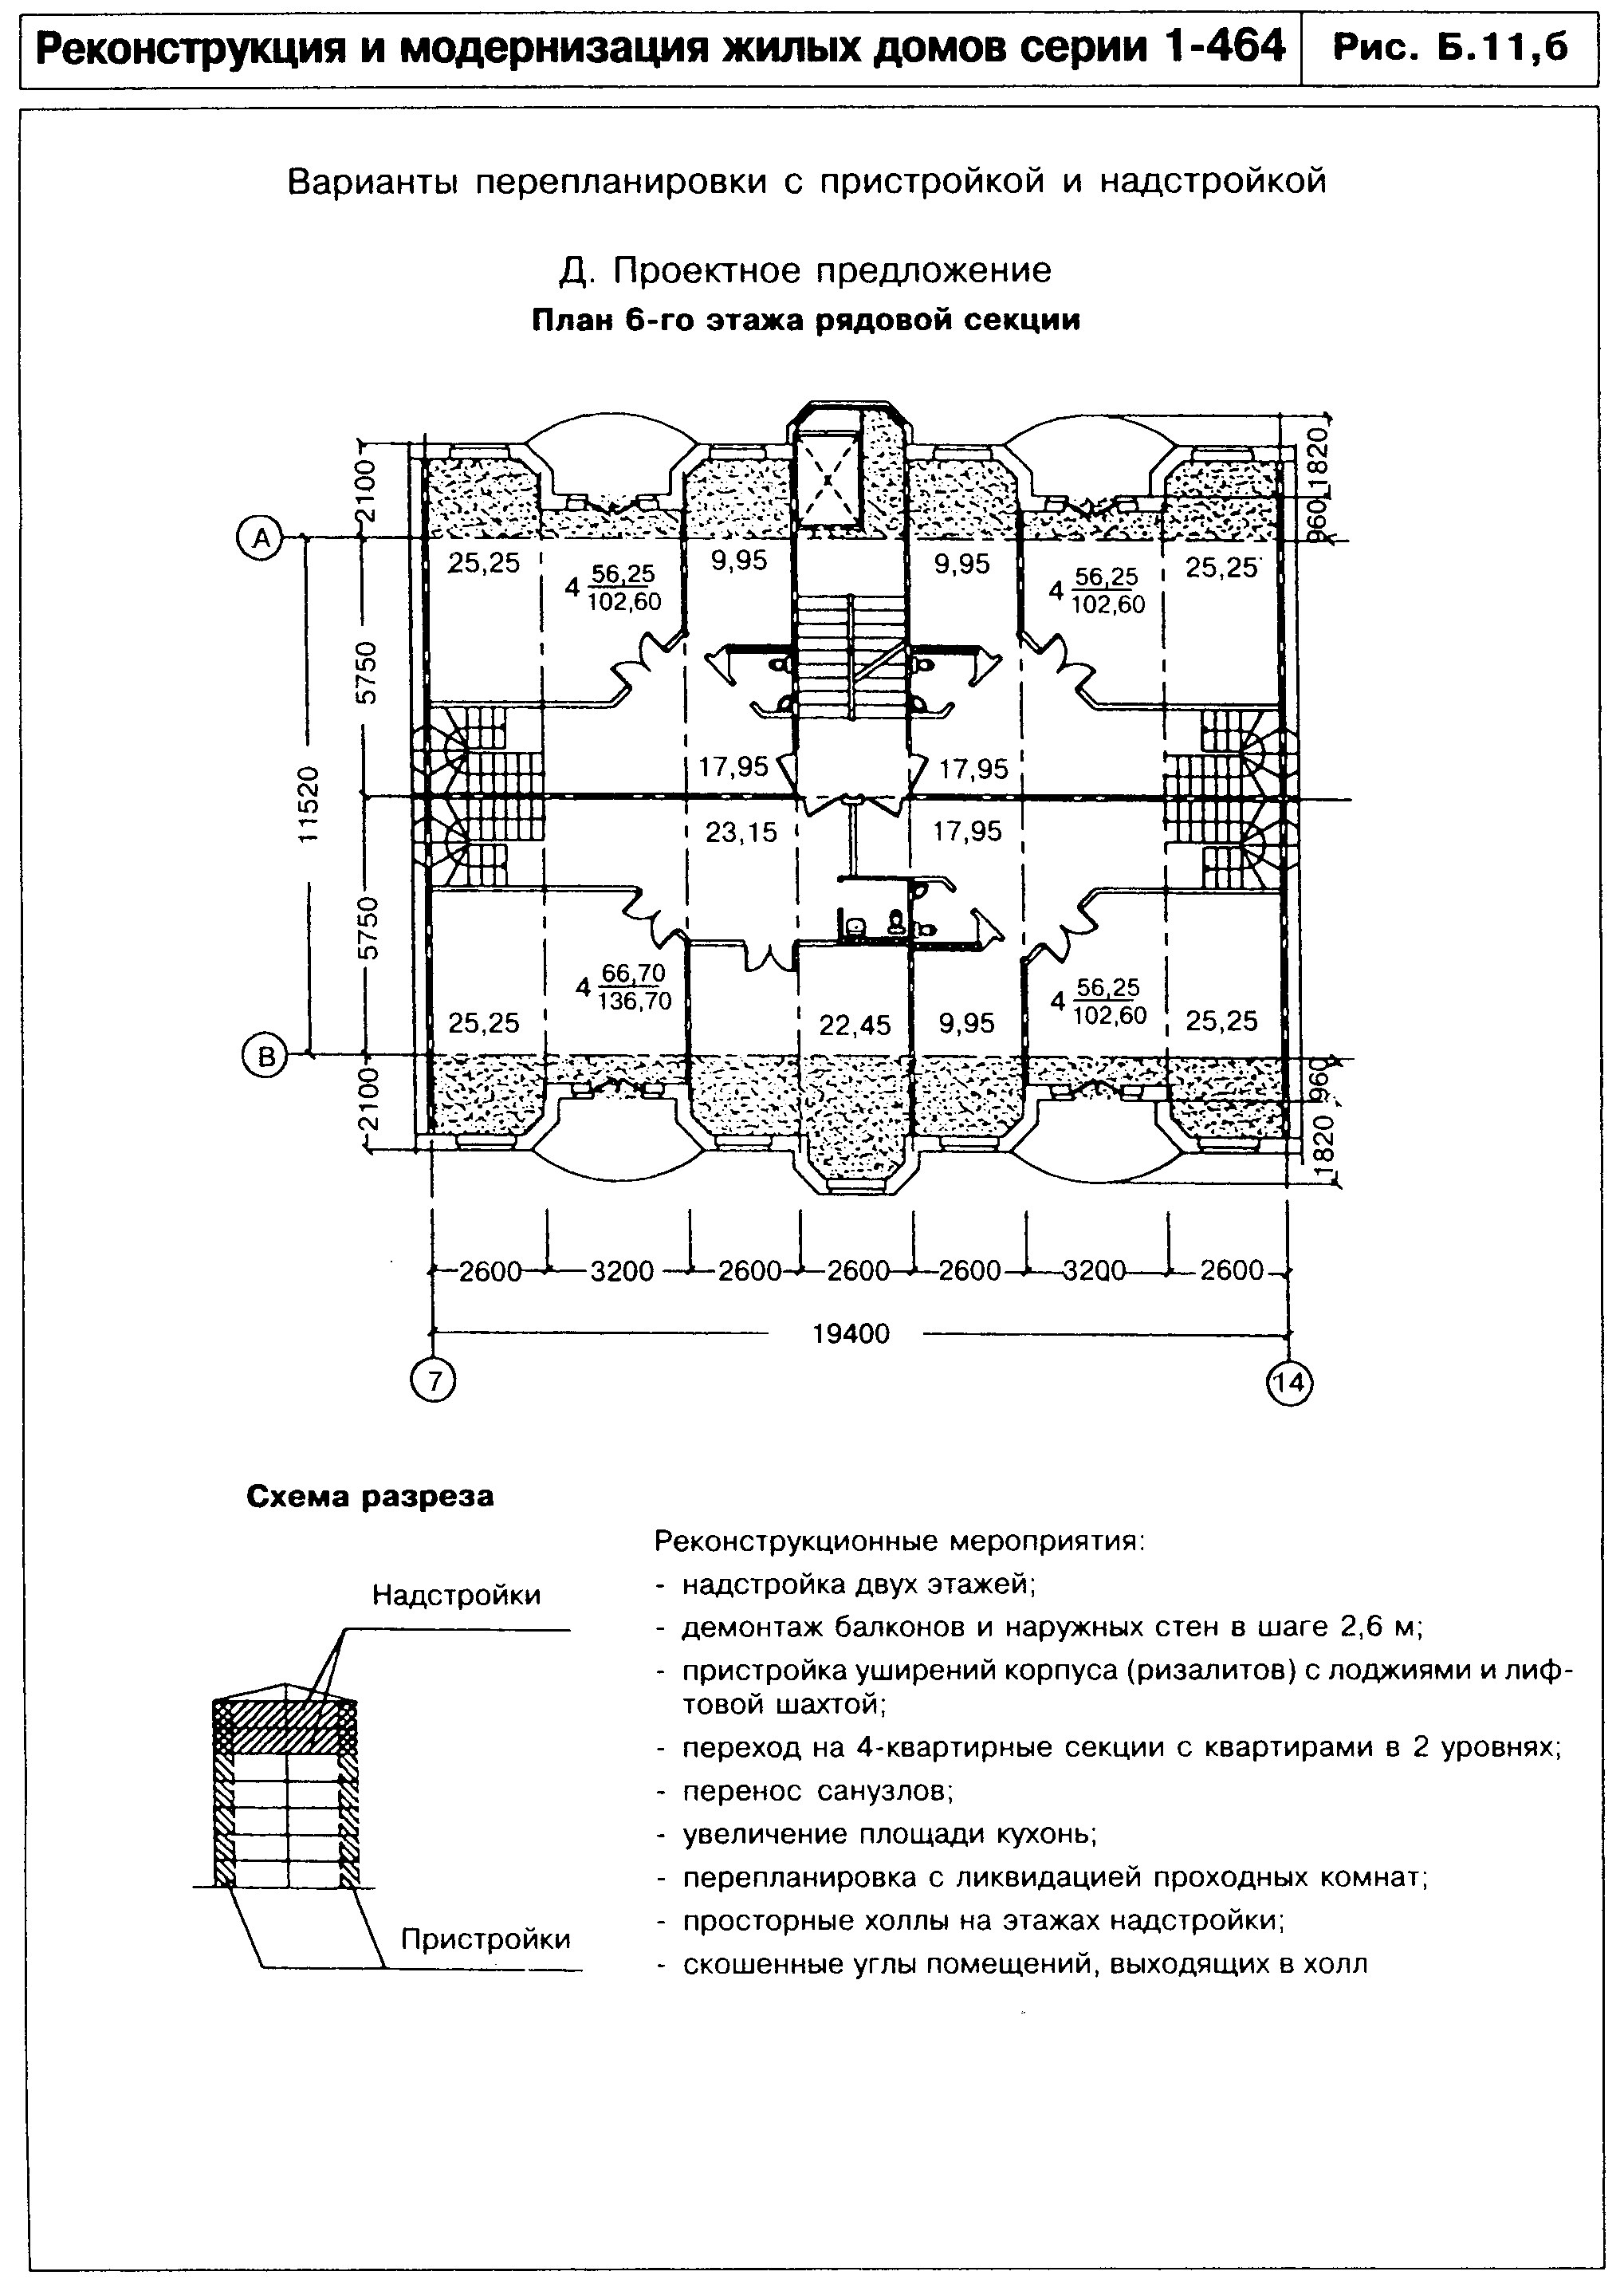 Реконструкция и модернизация жилых домов серии 1-464
Рис. Б.11,б
Варианты перепланировки с пристройкой и надстройкой
Д. Проектное предложение
План 6-го этажа рядовой секции
2100
1820
960
А
25,25
4 56,25
102,60
9,95
9,95
4 56,25
102,60
25,25
5750
11520
17,95
17,95
23,15
17,95
5750
4 66,70
136,70
4 56,25
102,60
25,25
22,45
9,95
25,25
В
2100
960
1820
2600
3200
2600
2600
2600
3200
2600
19400
7
14
Схема разреза
Надстройки
Пристройки
Реконструкционные мероприятия:
- надстройка двух этажей;
- демонтаж балконов и наружных стен в шаге 2,6 м;
- пристройка уширений корпуса (ризалитов) с лоджиями и лиф-
товой шахтой;
- переход на 4-квартирные секции с квартирами в 2 уровнях;
- перенос санузлов;
- увеличение площади кухонь;
- перепланировка с ликвидацией проходных комнат;
- просторные холлы на этажах надстройки;
- скошенные углы помещений, выходящих в холл